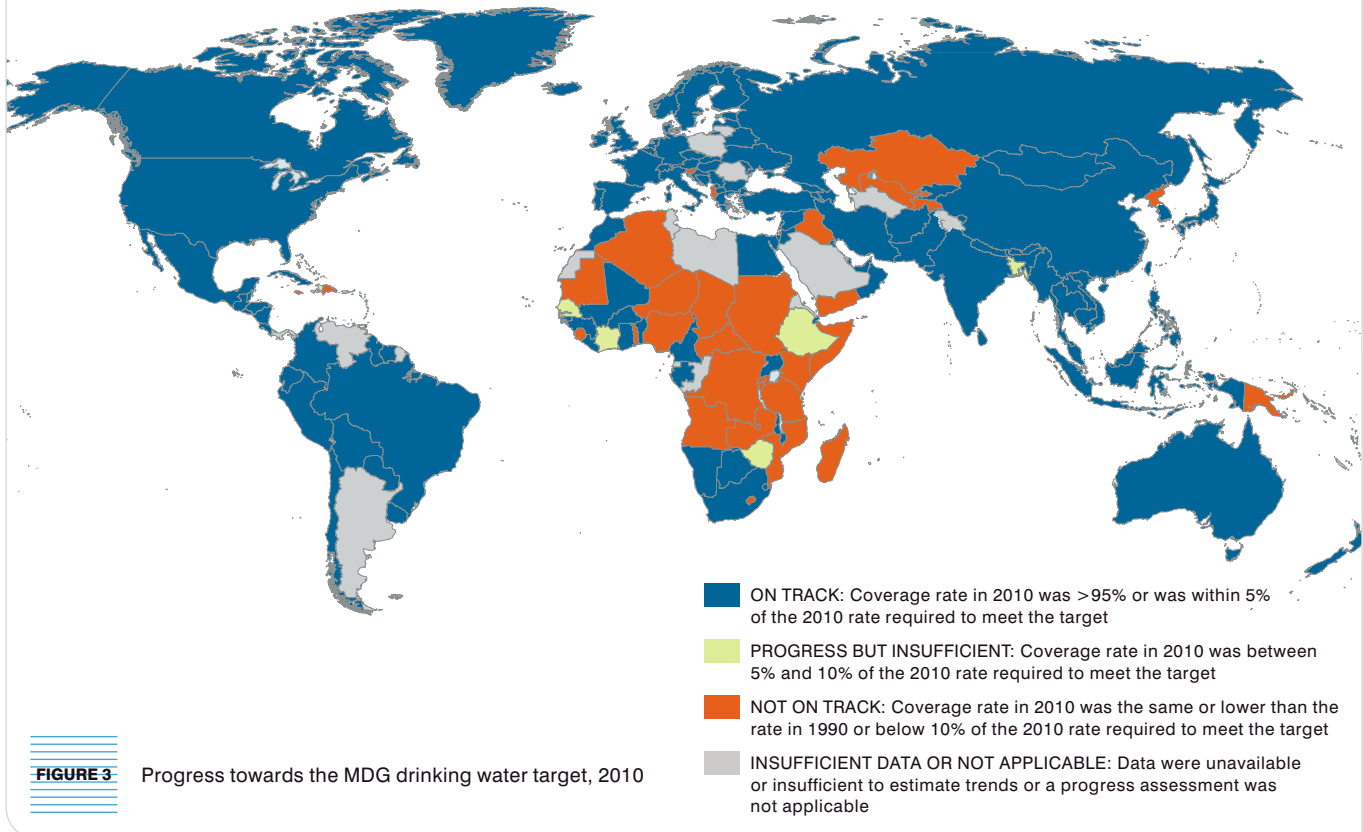 ON TRACK: Coverage rate in 2010 was >95% or was within 5%
of the 2010 rate required to meet the target
PROGRESS BUT INSUFFICIENT: Coverage rate in 2010 was between
5% and 10% of the 2010 rate required to meet the target
NOT ON TRACK: Coverage rate in 2010 was the same or lower than the
rate in 1990 or below 10% of the 2010 rate required to meet the target
INSUFFICIENT DATA OR NOT APPLICABLE: Data were unavailable
or insufficient to estimate trends or a progress assessment was
not applicable
FIGURE 3 Progress towards the MDG drinking water target, 2010